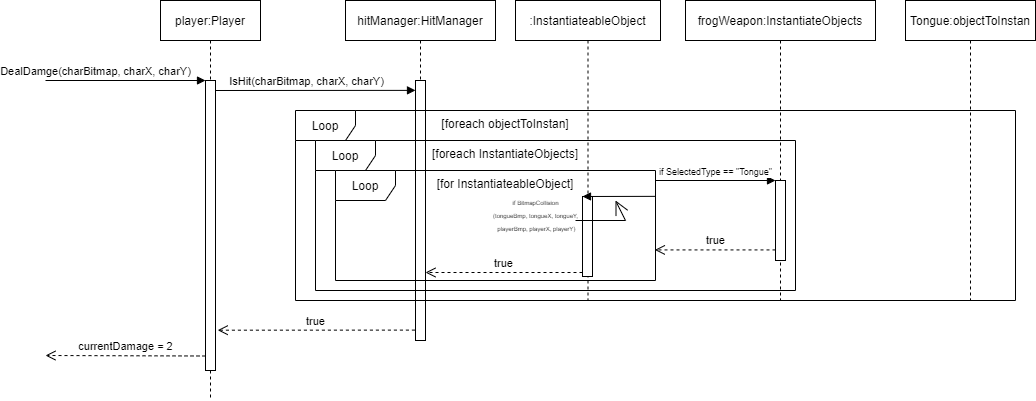 player:Player
hitManager:HitManager
:InstantiateableObject
frogWeapon:InstantiateObjects
Tongue:objectToInstan
DealDamge(charBitmap, charX, charY)
IsHit(charBitmap, charX, charY)
Loop
[foreach objectToInstan]
Loop
[foreach InstantiateObjects]
Loop
[for InstantiateableObject]
if SelectedType == "Tongue"
if BitmapCollision
(tongueBmp, tongueX, tongueY,
playerBmp, playerX, playerY)
true
true
true
currentDamage = 2